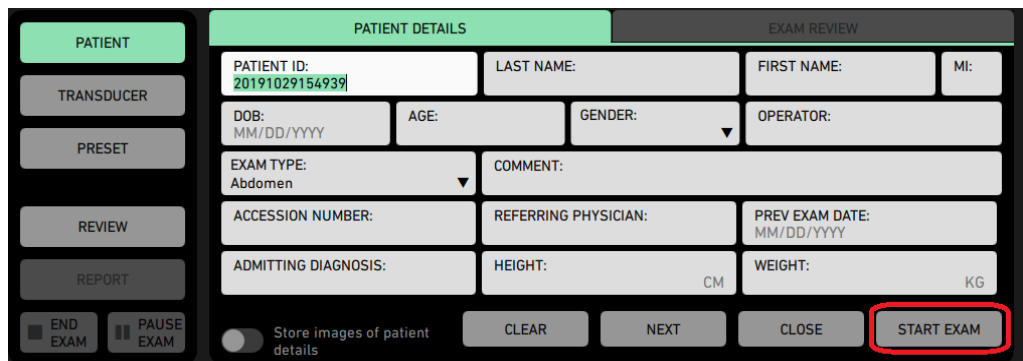 PATIENT
TRANSDUCER
PRESET
REVIEW
REPORT
END EXAM
PAUSE EXAM
PATIENT DETAILS
EXAM REVIEW
PATIENT ID:
20191029154939
LAST NAME:
FIRST NAME:
MI:
DOB:
MM/DD/YYYY
AGE:
GENDER:
OPERATOR:
EXAM TYPE:
Abdomen
COMMENT:
ACCESSION NUMBER:
REFERRING PHYSICIAN:
PREV EXAM DATE:
MM/DD/YYYY
ADMITTING DIAGNOSIS:
HEIGHT:
CM
WEIGHT:
KG
Store images of patient
details
CLEAR
NEXT
CLOSE
START EXAM